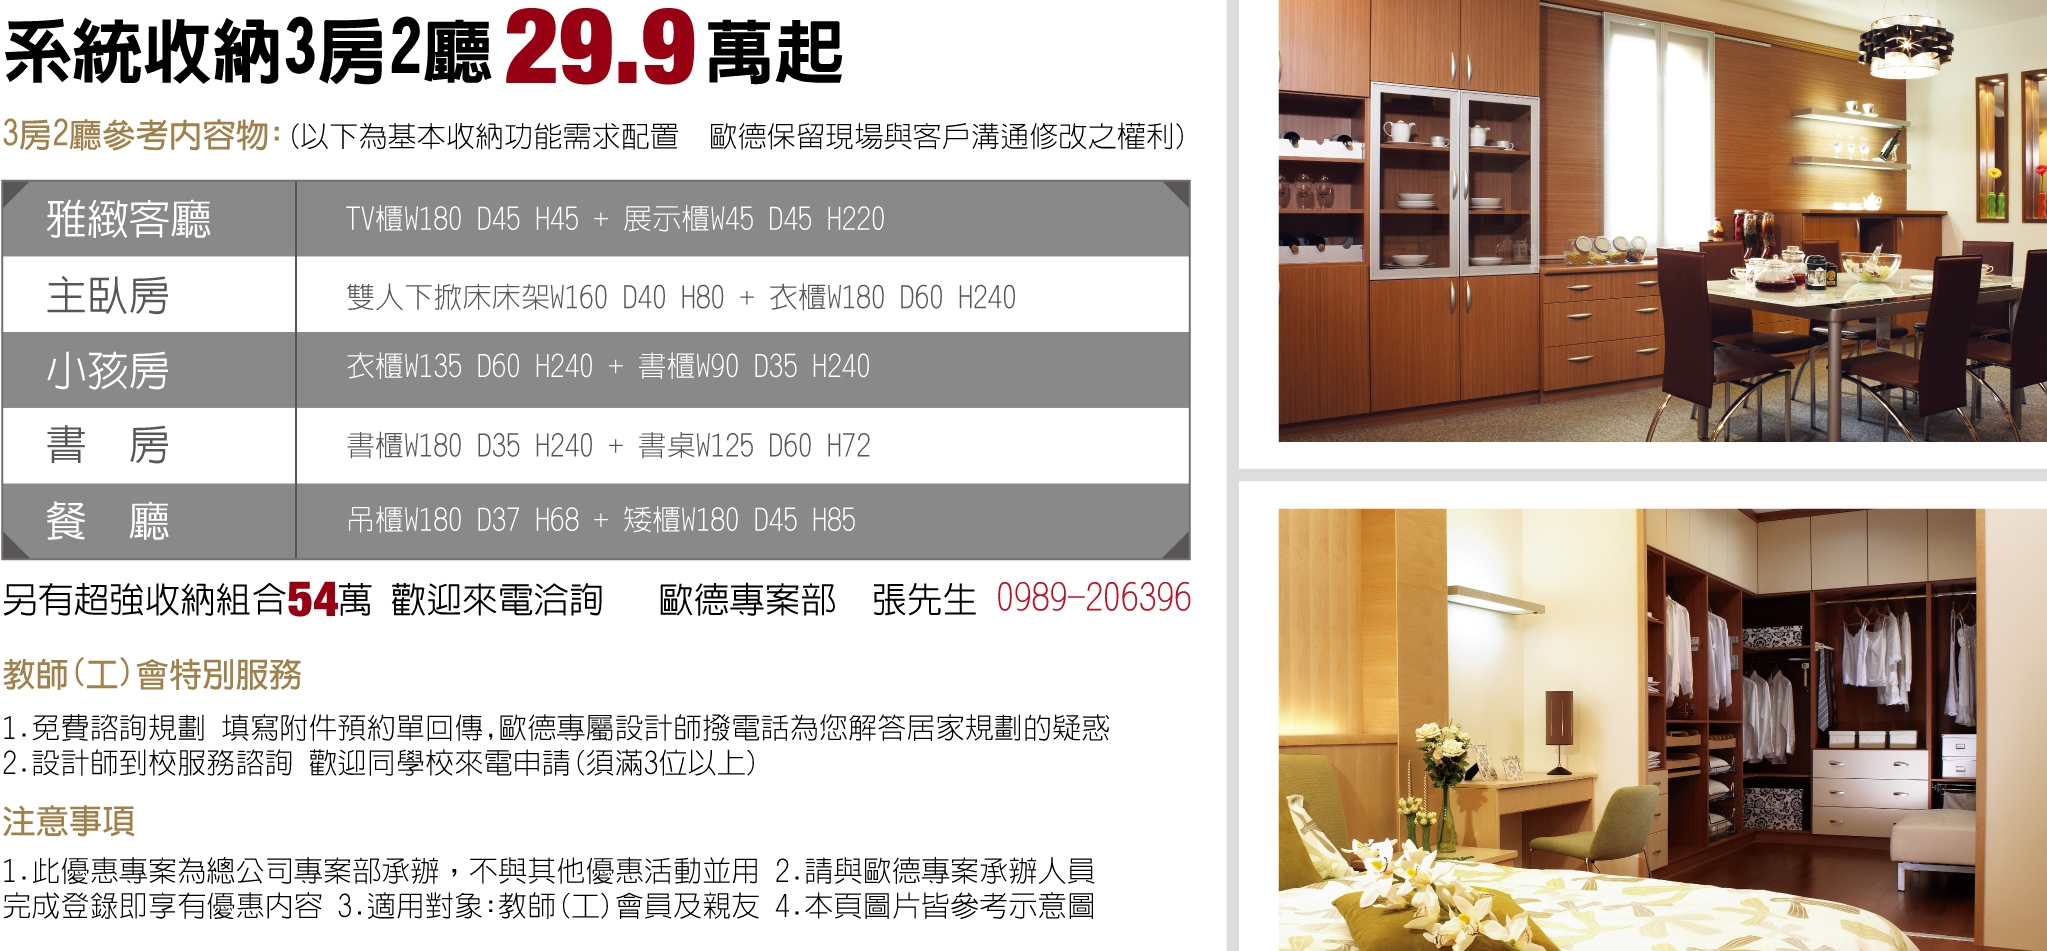 系統收納3房2廳29.9萬起
3房2廳參考內容物:(以下為基本收納功能需求配置 歐德保留現場與客戶溝通修改之權利)
雅緻客廳 TV櫃W180 D45 H45 + 展示櫃W45 D45 H220
主臥房 雙人下掀床床架W160 D40 H80 + 衣櫃W180 D60 H240
小孩房 衣櫃W135 D60 H240 + 書櫃W90 D35 H240
書 房 書櫃W180 D35 H240 + 書桌W125 D60 H72
餐 廳 吊櫃W180 D37 H68 + 矮櫃W180 D45 H85
另有超強收納組合54萬 歡迎來電洽詢 歐德專案部 張先生 0989-206396
教師(工)會特別服務
1.免費諮詢規劃 填寫附件預約單回傳,歐德專屬設計師撥電話為您解答居家規劃的疑惑
2.設計師到校服務諮詢 歡迎同學校來電申請(須滿3位以上)
注意事項
1.此優惠專案為總公司專案部承辦，不與其他優惠活動並用 2.請與歐德專案承辦人員
完成登錄即享有優惠內容 3.適用對象:教師(工)會員及親友 4.本頁圖片皆參考示意圖